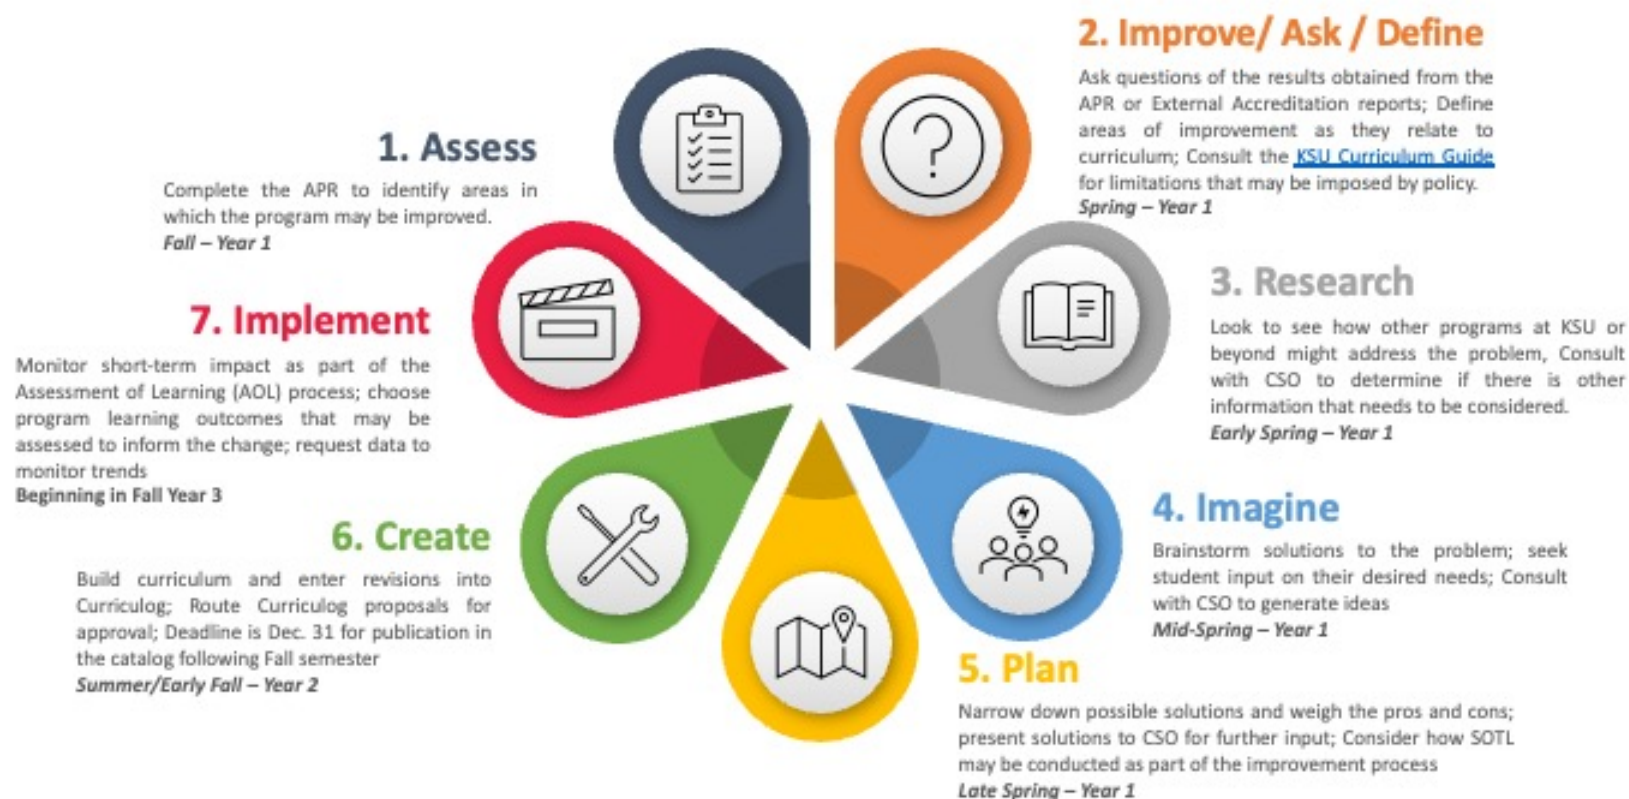 1. Assess
Complete the APR to identify areas in
which the program may be improved.
Fall – Year 1
2. Improve/ Ask / Define
Ask questions of the results obtained from the
APR or External Accreditation reports; Define
areas of improvement as they relate to
curriculum; Consult the KSU Curriculum Guide
for limitations that may be imposed by policy.
Spring – Year 1
3. Research
Look to see how other programs at KSU or
beyond might address the problem, Consult
with CSO to determine if there is other
information that needs to be considered.
Early Spring – Year 1
4. Imagine
Brainstorm solutions to the problem; seek
student input on their desired needs; Consult
with CSO to generate ideas
Mid-Spring – Year 1
5. Plan
Narrow down possible solutions and weigh the pros and cons;
present solutions to CSO for further input; Consider how SOTL
may be conducted as part of the improvement process
Late Spring – Year 1
6. Create
Build curriculum and enter revisions into
Curriculog; Route Curriculog proposals for
approval; Deadline is Dec. 31 for publication in
the catalog following Fall semester
Summer/Early Fall – Year 2
7. Implement
Monitor short-term impact as part of the
Assessment of Learning (AOL) process; choose
program learning outcomes that may be
assessed to inform the change; request data to
monitor trends
Beginning in Fall Year 3